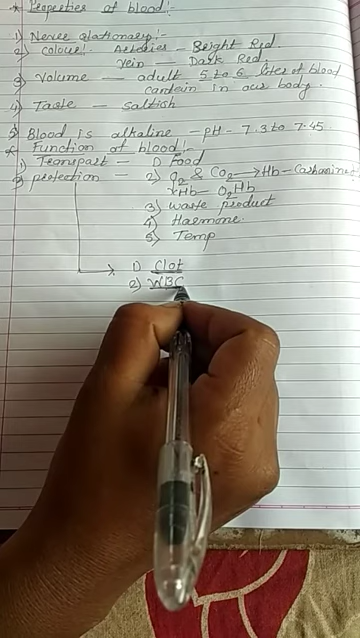 * Properties of blood:-
1) Never stationary:-
2) Colour:- Arteries - Bright Red
Vein - Dark Red.
3) Volume - adult 5 to 6 liter of blood
contein in our body.
4) Taste - saltish
5) Blood is alkaline - pH - 7.3 to 7.45.
* Function of blood:-
1) Transport - 1) Food
2) protection - 2) O2 & CO2 → Hb - Carbamino
Hb - O2Hb
3) waste product
4) Harmone.
5) Temp
1) Clot
2) WBC